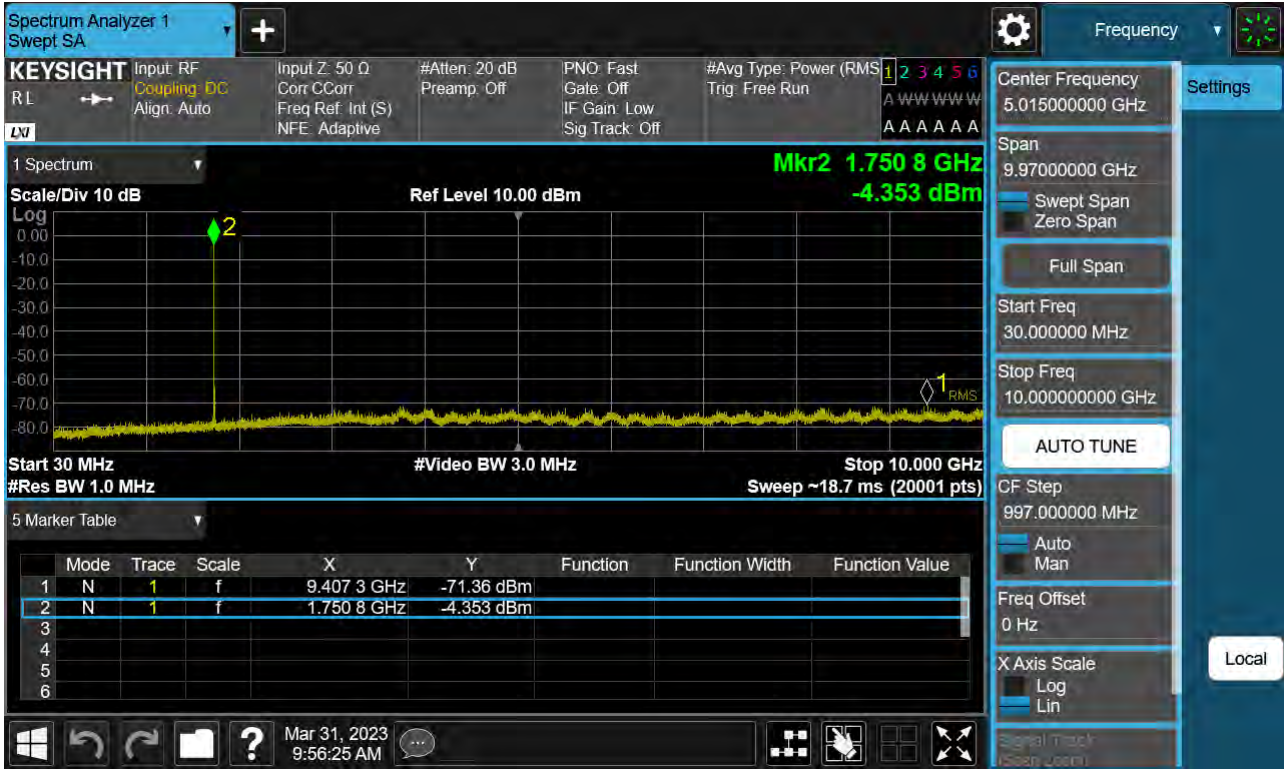 Spectrum Analyzer 1
Swept SA
+
Frequency
KEYSIGHT
R L
LXI
Input: RF
Coupling: DC
Align: Auto
Input Z: 50 Ω
Corr CCorr
Freq Ref: Int (S)
NFE: Adaptive
#Atten: 20 dB
Preamp: Off
PNO: Fast
Gate: Off
IF Gain: Low
Sig Track: Off
#Avg Type: Power (RMS
Trig: Free Run
1 2 3 4 5 6
A W W W W W
A A A A A A
1 Spectrum
Mkr2 1.750 8 GHz
Scale/Div 10 dB
Ref Level 10.00 dBm
-4.353 dBm
Log
0.00
-10.0
-20.0
-30.0
-40.0
-50.0
-60.0
-70.0
-80.0
2
1
RMS
Start 30 MHz
#Video BW 3.0 MHz
Stop 10.000 GHz
#Res BW 1.0 MHz
Sweep ~18.7 ms (20001 pts)
5 Marker Table
Mode Trace Scale X Y Function Function Width Function Value
1 N 1 f 9.407 3 GHz -71.36 dBm
2 N 1 f 1.750 8 GHz -4.353 dBm
3
4
5
6
Mar 31, 2023
9:56:25 AM
?
Center Frequency
5.015000000 GHz
Settings
Span
9.97000000 GHz
Swept Span
Zero Span
Full Span
Start Freq
30.000000 MHz
Stop Freq
10.000000000 GHz
AUTO TUNE
CF Step
997.000000 MHz
Auto
Man
Freq Offset
0 Hz
X Axis Scale
Log
Lin
Local
Signal Track
(Span Zoom)